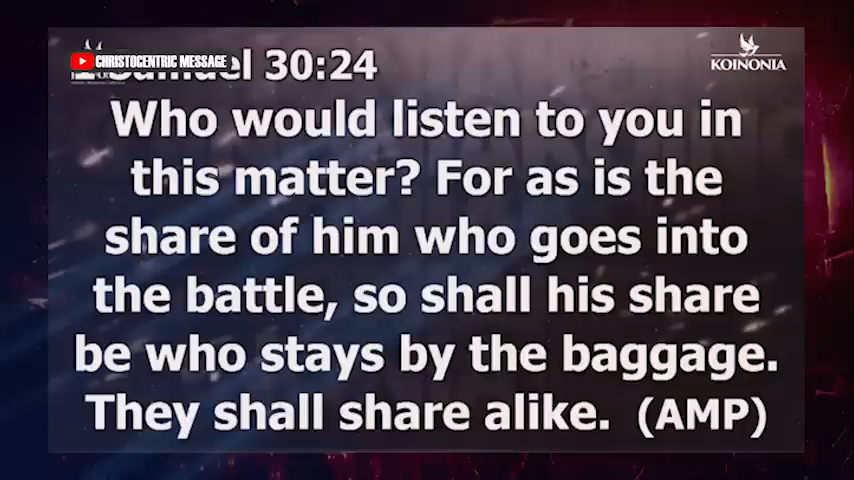 CHRISTOCENTRIC MESSAGE
KOINONIA
Samuel 30:24
Who would listen to you in
this matter? For as is the
share of him who goes into
the battle, so shall his share
be who stays by the baggage.
They shall share alike. (AMP)